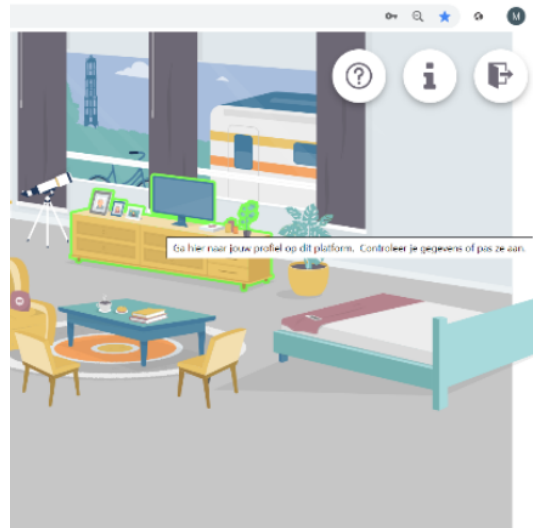 M
Ga hier naar jouw profiel op dit platform. Controleer je gegevens of pas ze aan.